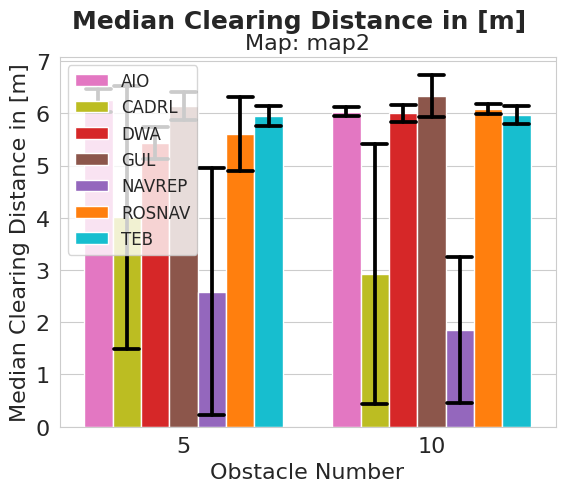 Median Clearing Distance in [m]
Map: map2
Median Clearing Distance in [m]
7
6
5
4
3
2
1
0
AIO
CADRL
DWA
GUL
NAVREP
ROSNAV
TEB
5
10
Obstacle Number